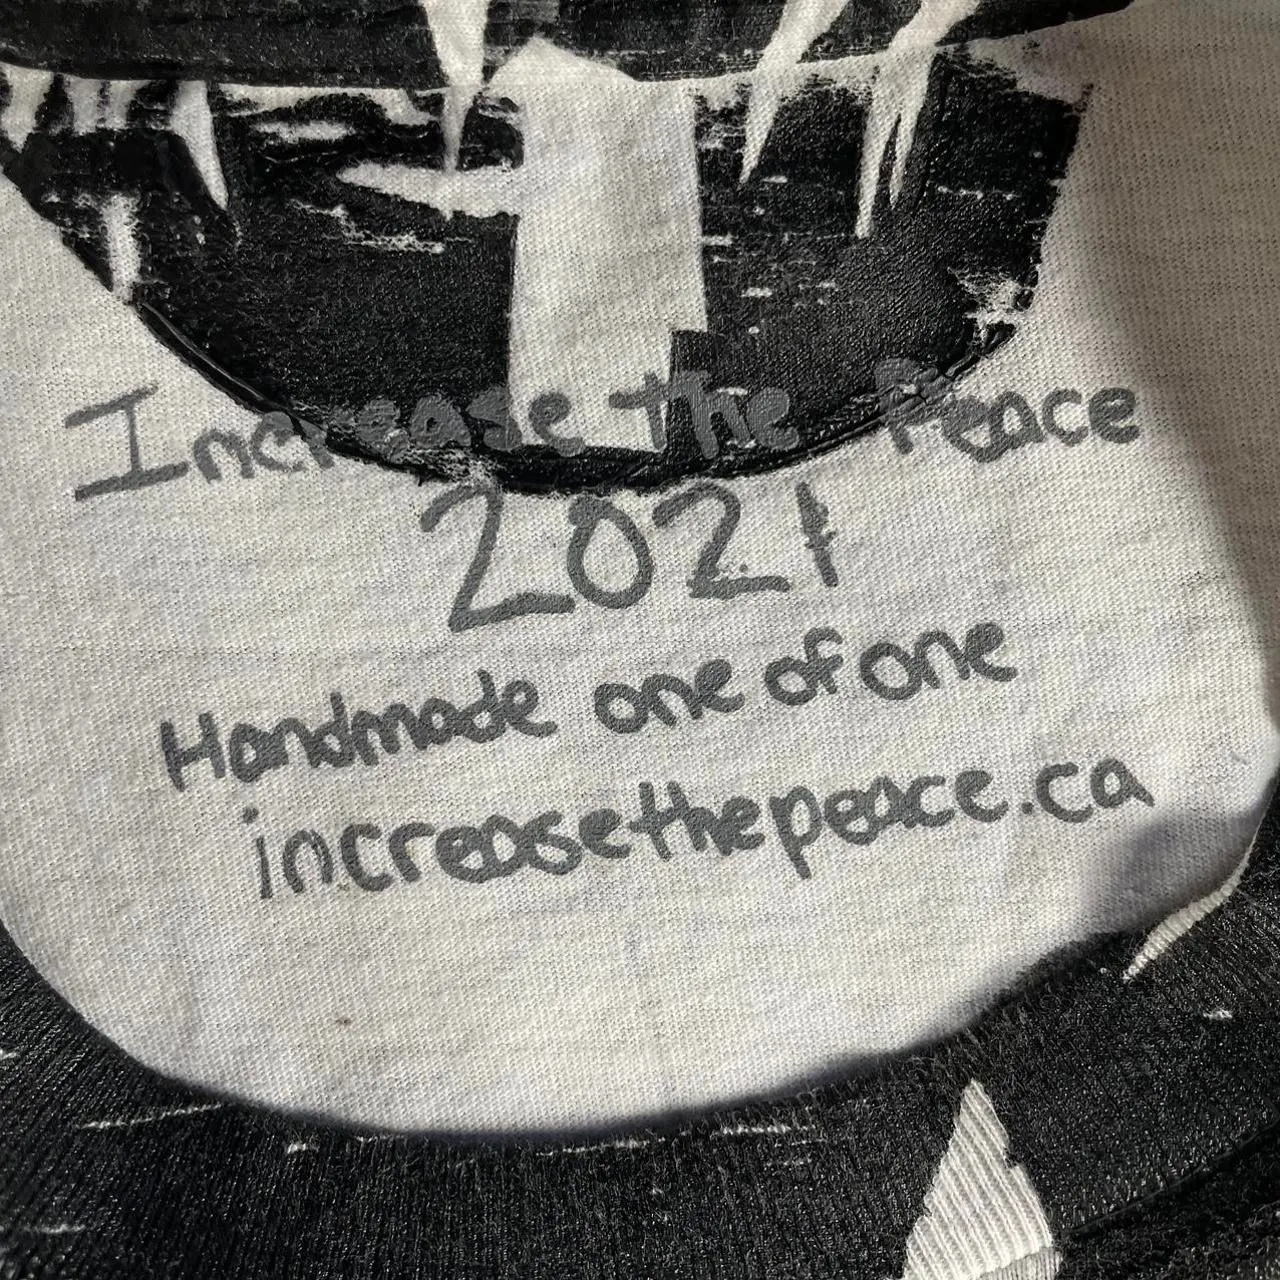 Increase the Peace
2021
Handmade one of one
increasethepeace.ca